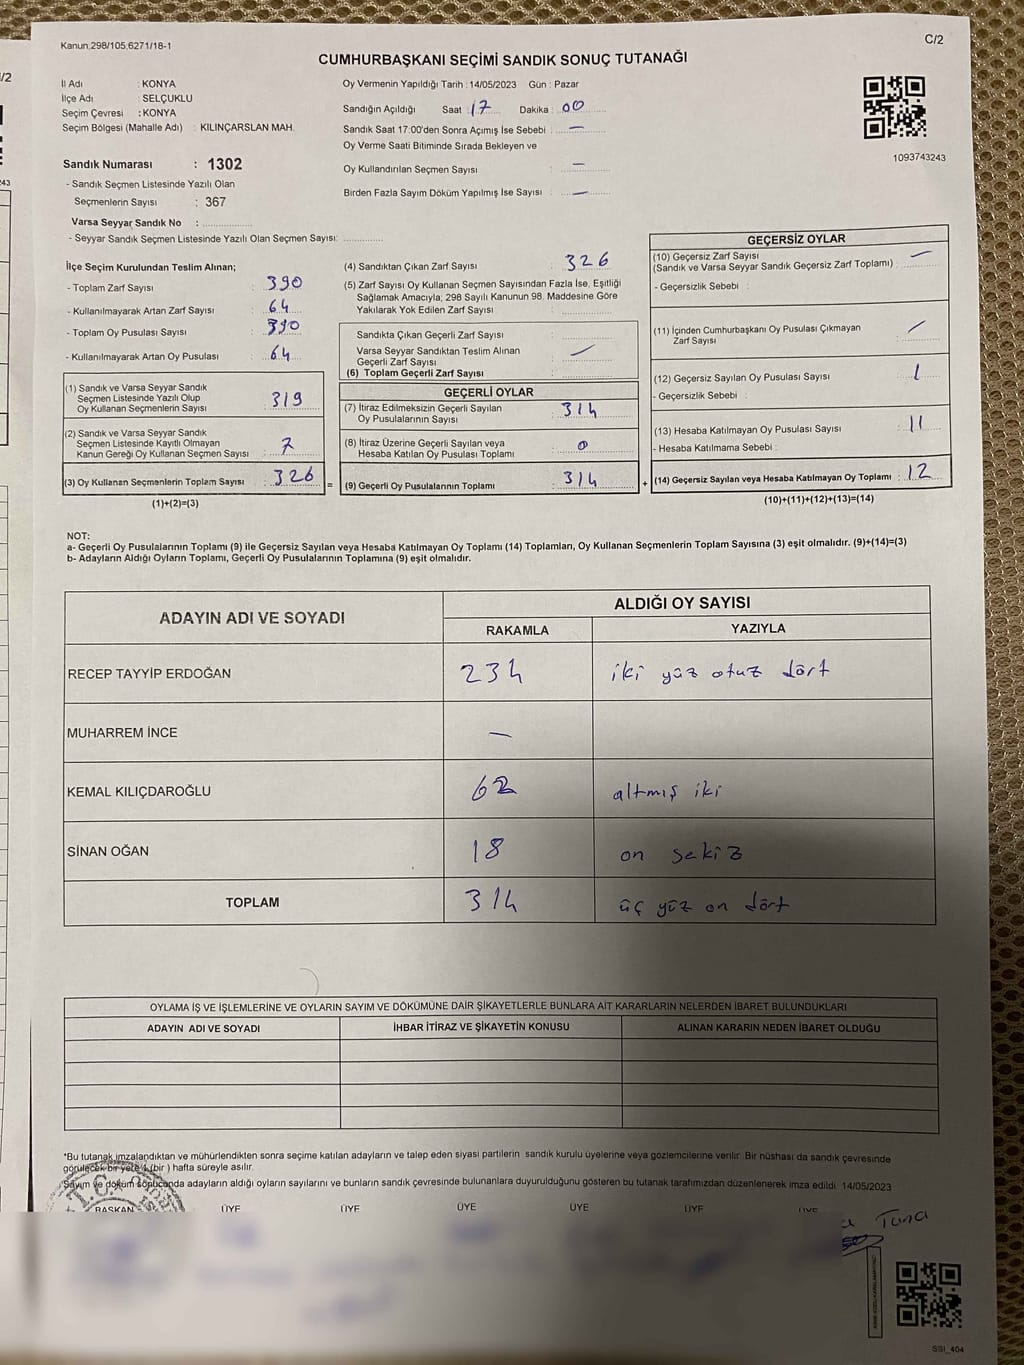 Kanun;298/105,6271/18-1
C/2
CUMHURBAŞKANI SEÇİMİ SANDIK SONUÇ TUTANAĞI
İl Adı : KONYA
İlçe Adı : SELÇUKLU
Seçim Çevresi : KONYA
Seçim Bölgesi (Mahalle Adı) : KILINÇARSLAN MAH.
Oy Vermenin Yapıldığı Tarih : 14/05/2023 Gün : Pazar
Sandığın Açıldığı Saat : 17 Dakika : 00
Sandık Saat 17:00'den Sonra Açımış İse Sebebi : —
Oy Verme Saati Bitiminde Sırada Bekleyen ve
Oy Kullandırılan Seçmen Sayısı : —
Birden Fazla Sayım Döküm Yapılmış İse Sayısı : —
1093743243
Sandık Numarası : 1302
- Sandık Seçmen Listesinde Yazılı Olan
Seçmenlerin Sayısı : 367
Varsa Seyyar Sandık No :
- Seyyar Sandık Seçmen Listesinde Yazılı Olan Seçmen Sayısı:
İlçe Seçim Kurulundan Teslim Alınan;
- Toplam Zarf Sayısı : 390
- Kullanılmayarak Artan Zarf Sayısı : 64
- Toplam Oy Pusulası Sayısı : 390
- Kullanılmayarak Artan Oy Pusulası : 64
(1) Sandık ve Varsa Seyyar Sandık
Seçmen Listesinde Yazılı Olup
Oy Kullanan Seçmenlerin Sayısı : 319
(2) Sandık ve Varsa Seyyar Sandık
Seçmen Listesinde Kayıtlı Olmayan
Kanun Gereği Oy Kullanan Seçmen Sayısı : 7
(3) Oy Kullanan Seçmenlerin Toplam Sayısı : 326 =
(1)+(2)=(3)
(4) Sandıktan Çıkan Zarf Sayısı : 326
(5) Zarf Sayısı Oy Kullanan Seçmen Sayısından Fazla İse, Eşitliği
Sağlamak Amacıyla; 298 Sayılı Kanunun 98. Maddesine Göre
Yakılarak Yok Edilen Zarf Sayısı :
Sandıkta Çıkan Geçerli Zarf Sayısı :
Varsa Seyyar Sandıktan Teslim Alınan
Geçerli Zarf Sayısı : —
(6) Toplam Geçerli Zarf Sayısı :
GEÇERLİ OYLAR
(7) İtiraz Edilmeksizin Geçerli Sayılan
Oy Pusulalarının Sayısı : 314
(8) İtiraz Üzerine Geçerli Sayılan veya
Hesaba Katılan Oy Pusulası Toplamı : 0
(9) Geçerli Oy Pusulalarının Toplamı : 314 +
GEÇERSİZ OYLAR
(10) Geçersiz Zarf Sayısı
(Sandık ve Varsa Seyyar Sandık Geçersiz Zarf Toplamı) : —
- Geçersizlik Sebebi :
(11) İçinden Cumhurbaşkanı Oy Pusulası Çıkmayan
Zarf Sayısı : —
(12) Geçersiz Sayılan Oy Pusulası Sayısı : 1
- Geçersizlik Sebebi :
(13) Hesaba Katılmayan Oy Pusulası Sayısı : 11
- Hesaba Katılmama Sebebi :
(14) Geçersiz Sayılan veya Hesaba Katılmayan Oy Toplamı : 12
(10)+(11)+(12)+(13)=(14)
NOT:
a- Geçerli Oy Pusulalarının Toplamı (9) ile Geçersiz Sayılan veya Hesaba Katılmayan Oy Toplamı (14) Toplamları, Oy Kullanan Seçmenlerin Toplam Sayısına (3) eşit olmalıdır. (9)+(14)=(3)
b- Adayların Aldığı Oyların Toplamı, Geçerli Oy Pusulalarının Toplamına (9) eşit olmalıdır.
ADAYIN ADI VE SOYADI ALDIĞI OY SAYISI
RAKAMLA YAZIYLA
RECEP TAYYİP ERDOĞAN 234 iki yüz otuz dört
MUHARREM İNCE —
KEMAL KILIÇDAROĞLU 62 altmış iki
SİNAN OĞAN 18 on sekiz
TOPLAM 314 üç yüz on dört
OYLAMA İŞ VE İŞLEMLERİNE VE OYLARIN SAYIM VE DÖKÜMÜNE DAİR ŞİKAYETLERLE BUNLARA AİT KARARLARIN NELERDEN İBARET BULUNDUKLARI
ADAYIN ADI VE SOYADI İHBAR İTİRAZ VE ŞİKAYETİN KONUSU ALINAN KARARIN NEDEN İBARET OLDUĞU
*Bu tutanak imzalandıktan ve mühürlendikten sonra seçime katılan adayların ve talep eden siyasi partilerin sandık kurulu üyelerine veya gözlemcilerine verilir. Bir nüshası da sandık çevresinde
görülecek bir yere 1 (bir) hafta süreyle asılır.
Sayım ve döküm sonucunda adayların aldığı oyların sayılarını ve bunların sandık çevresinde bulunanlara duyurulduğunu gösteren bu tutanak tarafımızdan düzenlenerek imza edildi. 14/05/2023
T.C.
BAŞKAN ÜYE ÜYE ÜYE ÜYE ÜYE ÜYE
Tuna
SSİ_404